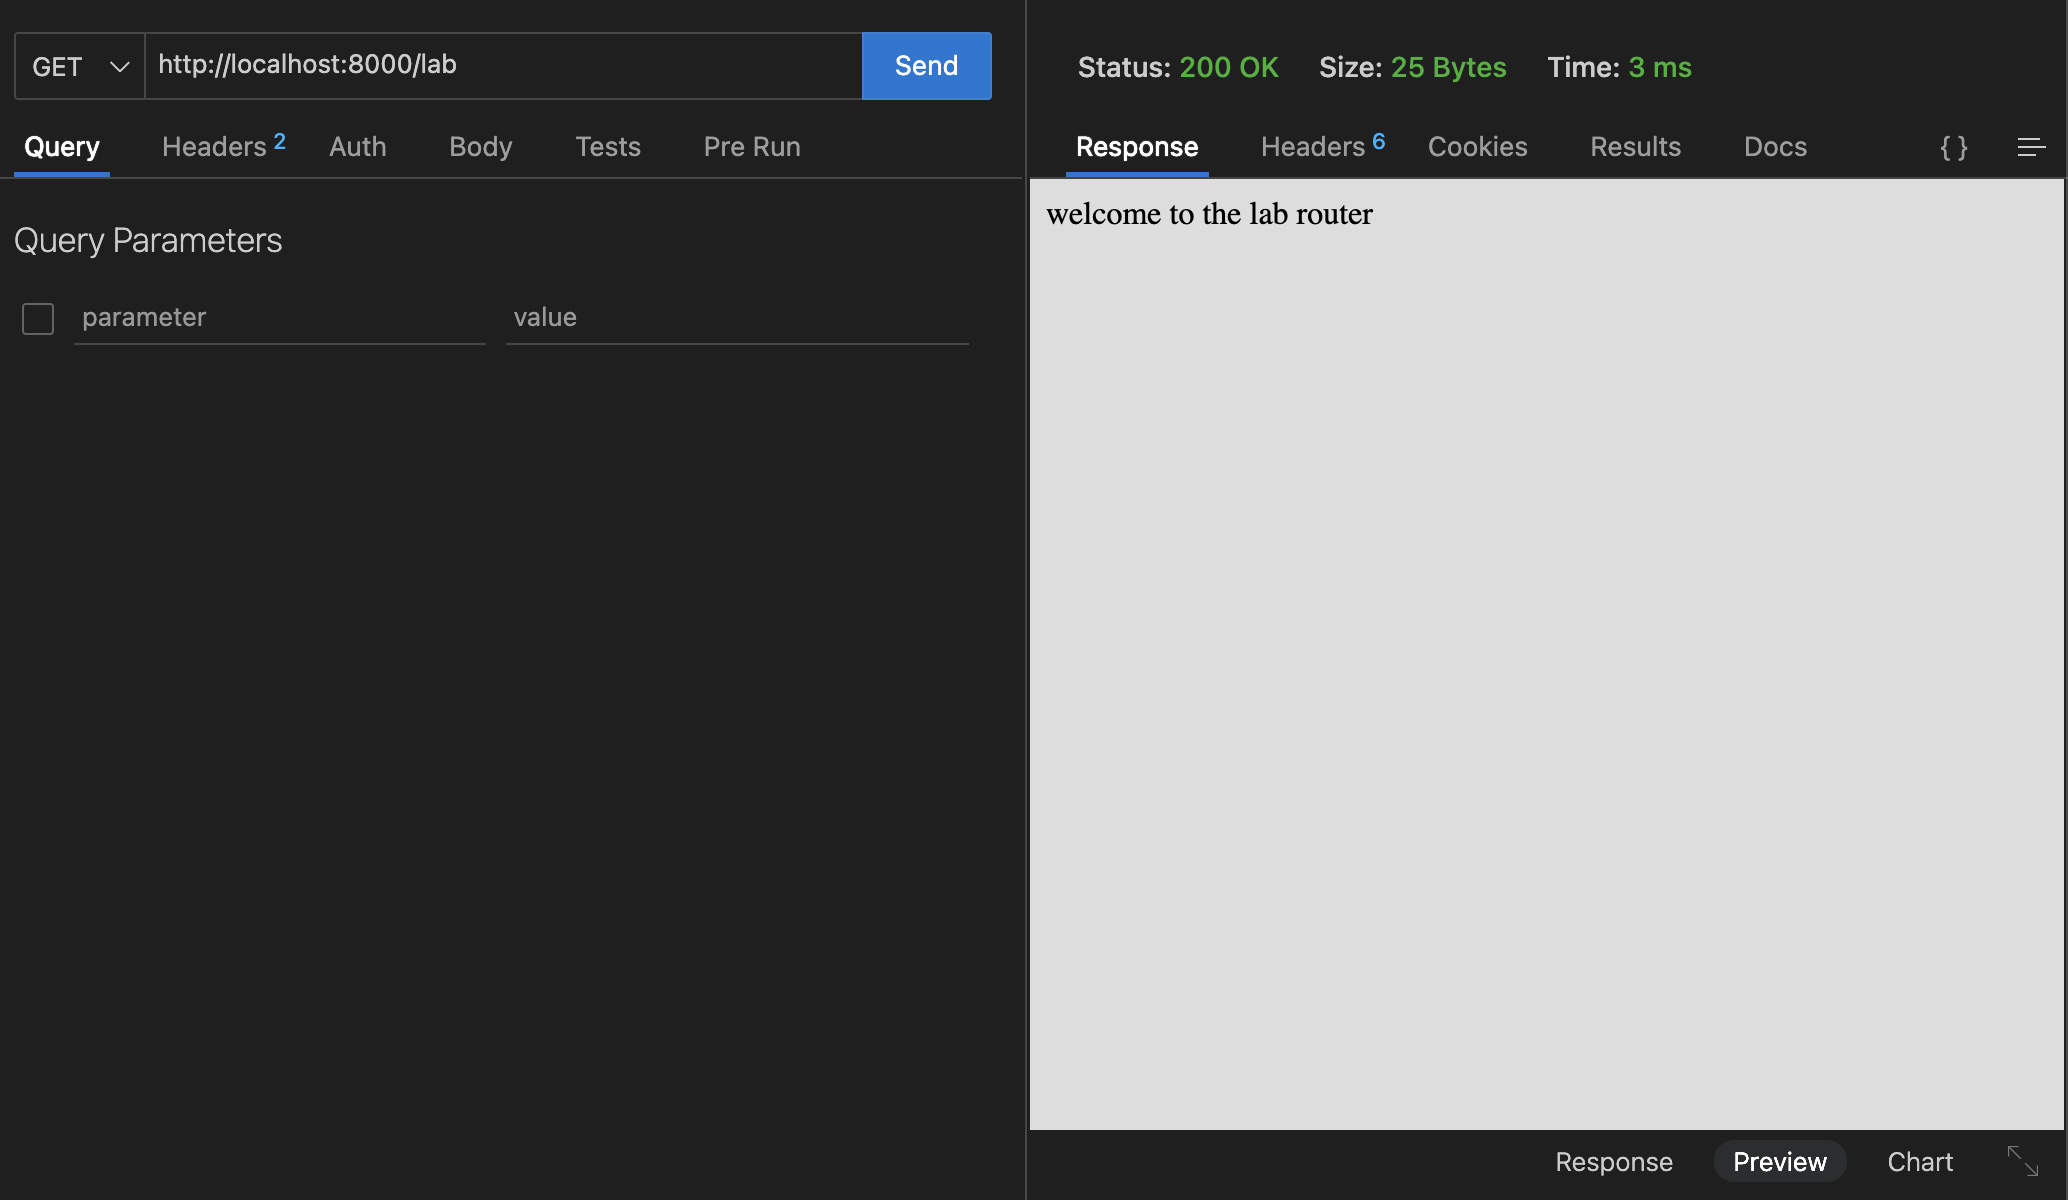 GET http://localhost:8000/lab Send
Query Headers 2 Auth Body Tests Pre Run
Query Parameters
parameter value
Status: 200 OK Size: 25 Bytes Time: 3 ms
Response Headers 6 Cookies Results Docs { }
welcome to the lab router
Response Preview Chart